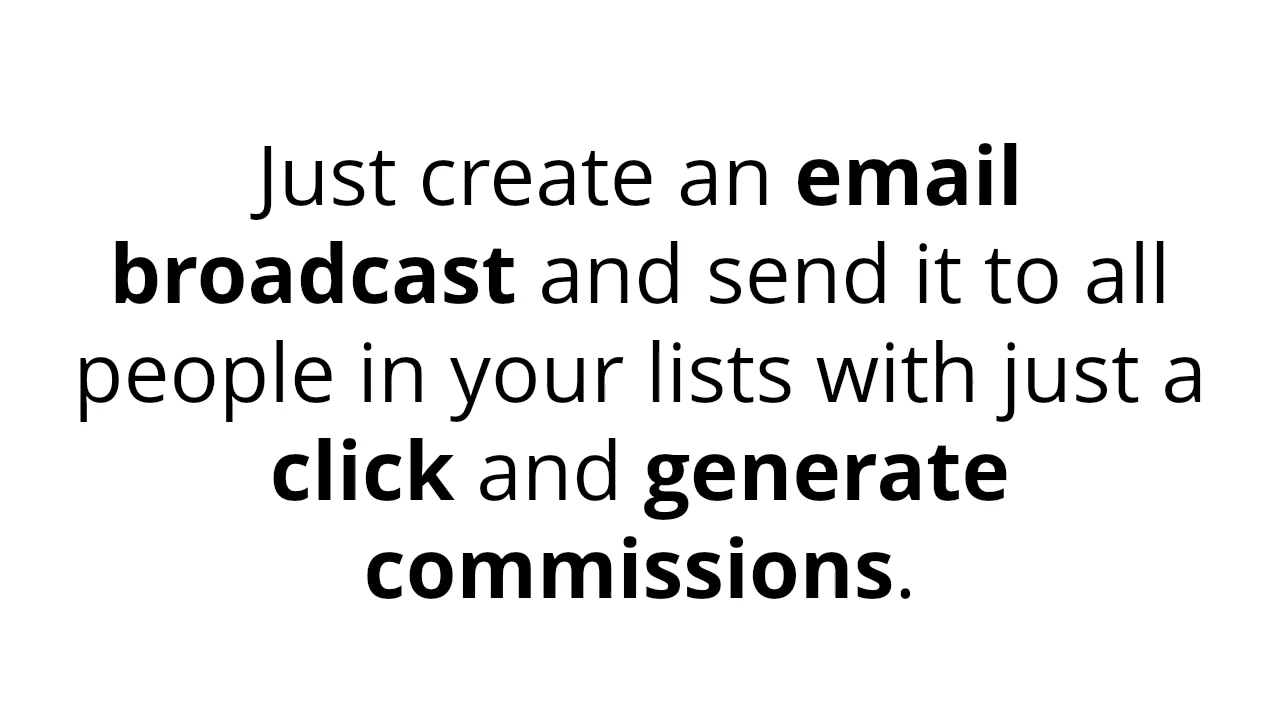 Just create an email
broadcast and send it to all
people in your lists with just a
click and generate
commissions.